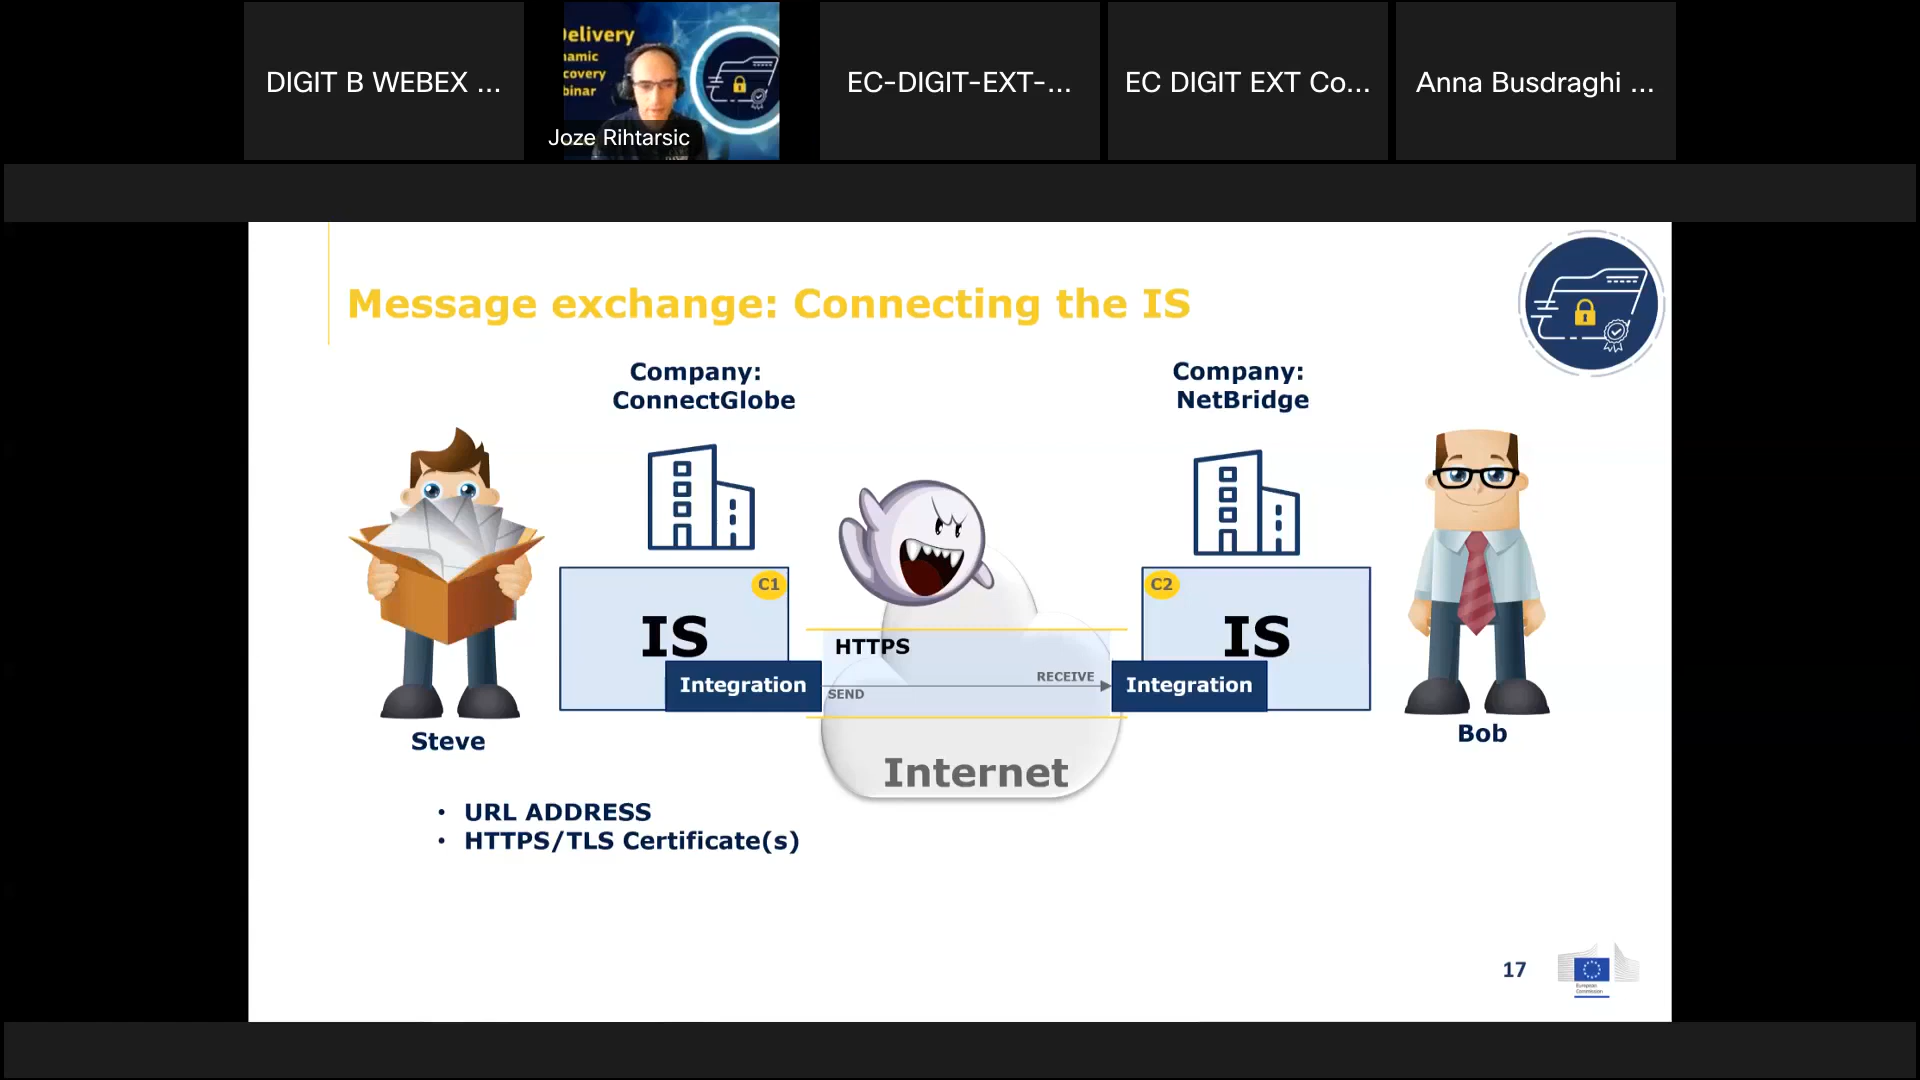 DIGIT B WEBEX ...
Delivery
namic
covery
binar
Joze Rihtarsic
EC-DIGIT-EXT-...
EC DIGIT EXT Co...
Anna Busdraghi ...
Message exchange: Connecting the IS
Company:
ConnectGlobe
Company:
NetBridge
C1
IS
Integration
HTTPS
SEND
RECEIVE
C2
IS
Integration
Internet
Steve
Bob
• URL ADDRESS
• HTTPS/TLS Certificate(s)
17
European
Commission